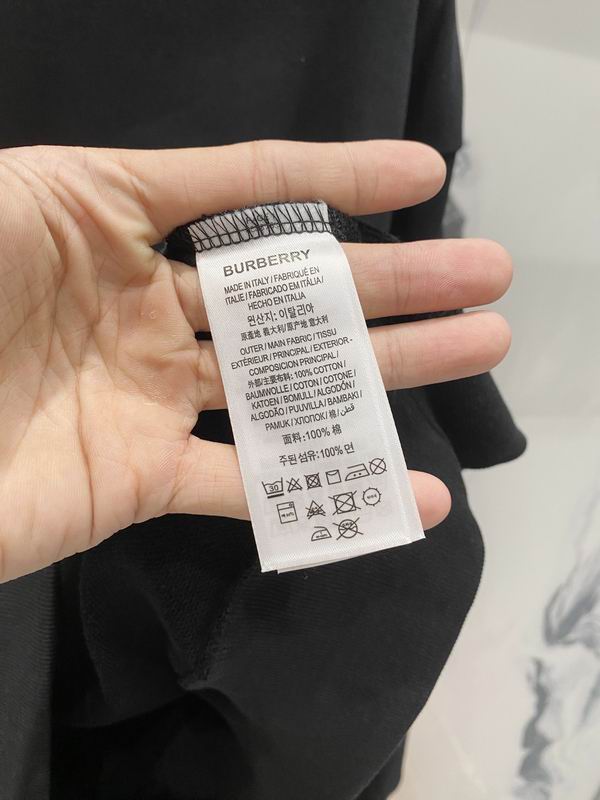 BURBERRY
MADE IN ITALY / FABRIQUÉ EN
ITALIE / FABRICADO EM ITÁLIA /
HECHO EN ITALIA
원산지: 이탈리아
原產地 義大利/原产地 意大利
OUTER / MAIN FABRIC / TISSU
EXTÉRIEUR / PRINCIPAL / EXTERIOR -
COMPOSICION PRINCIPAL /
外部/主要布料: 100% COTTON /
BAUMWOLLE / COTON / COTONE /
KATOEN / BOMULL / ALGODÓN /
ALGODÃO / PUUVILLA / BAMBAKI /
PAMUK / ХЛОПОК / 棉 / قطن
面料: 100% 棉
주된 섬유: 100% 면
30